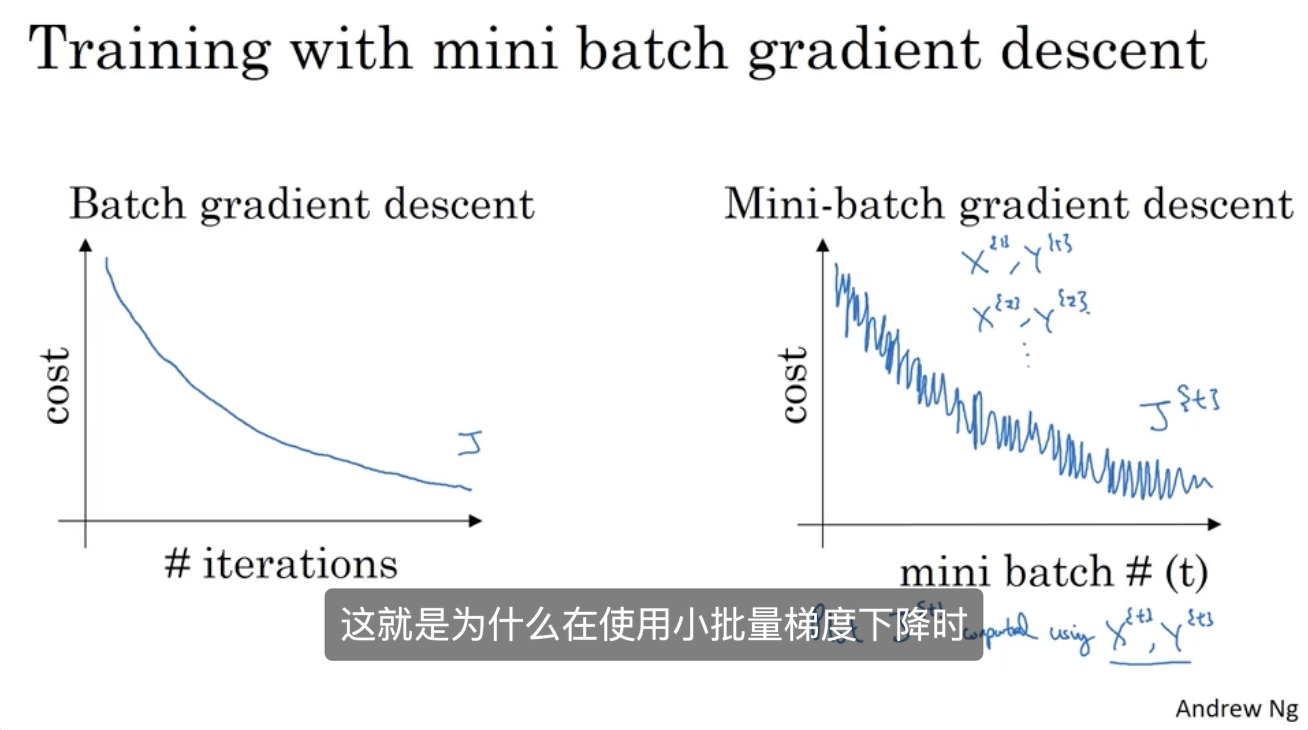 Training with mini batch gradient descent
Batch gradient descent
cost
J
# iterations
Mini-batch gradient descent
X^{1}, Y^{1}
X^{2}, Y^{2}
⋮
cost
J^{t}
mini batch # (t)
computed using X^{t}, Y^{t}
这就是为什么在使用小批量梯度下降时
Andrew Ng